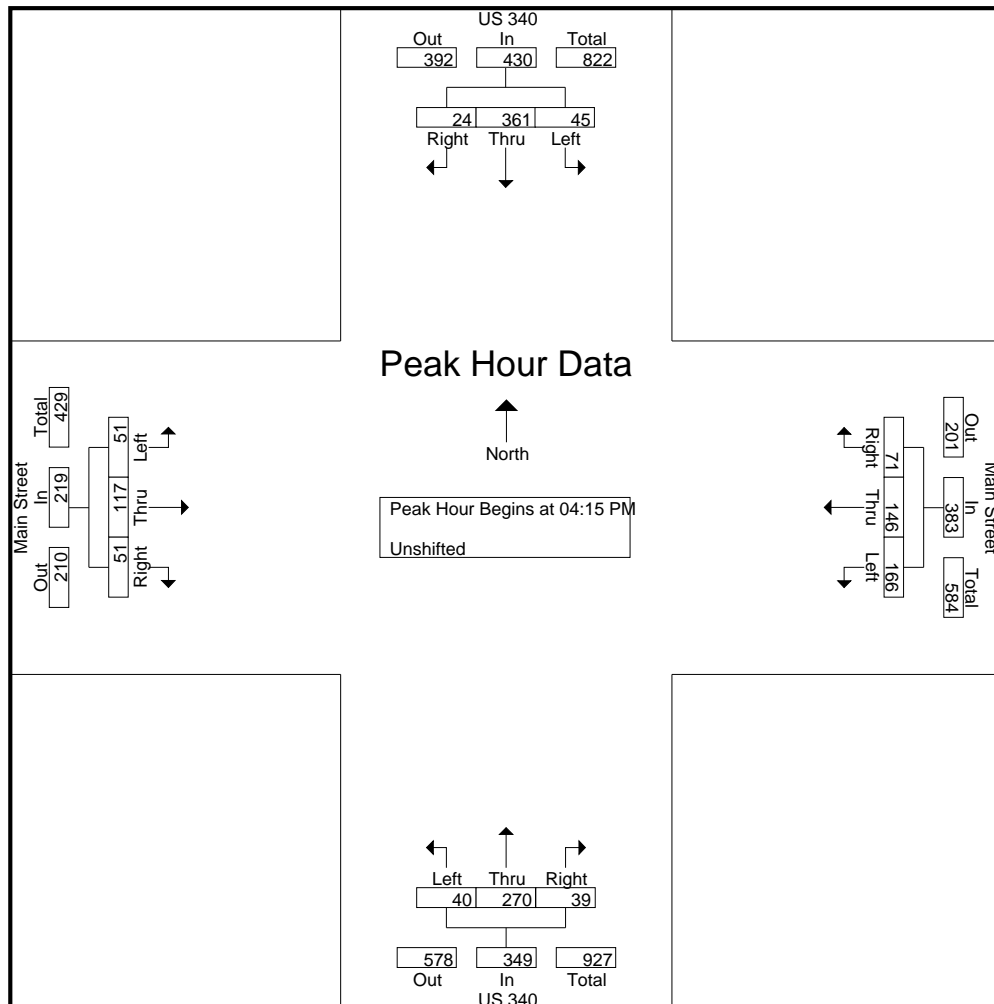 US 340
Out In Total
392 430 822
24 361 45
Right Thru Left
Peak Hour Data
North
Peak Hour Begins at 04:15 PM
Unshifted
Main Street
Out In Total
210 219 429
51 117 51
Right Thru Left
Main Street
Out In Total
201 383 584
71 146 166
Right Thru Left
Left Thru Right
40 270 39
578 349 927
Out In Total
US 340